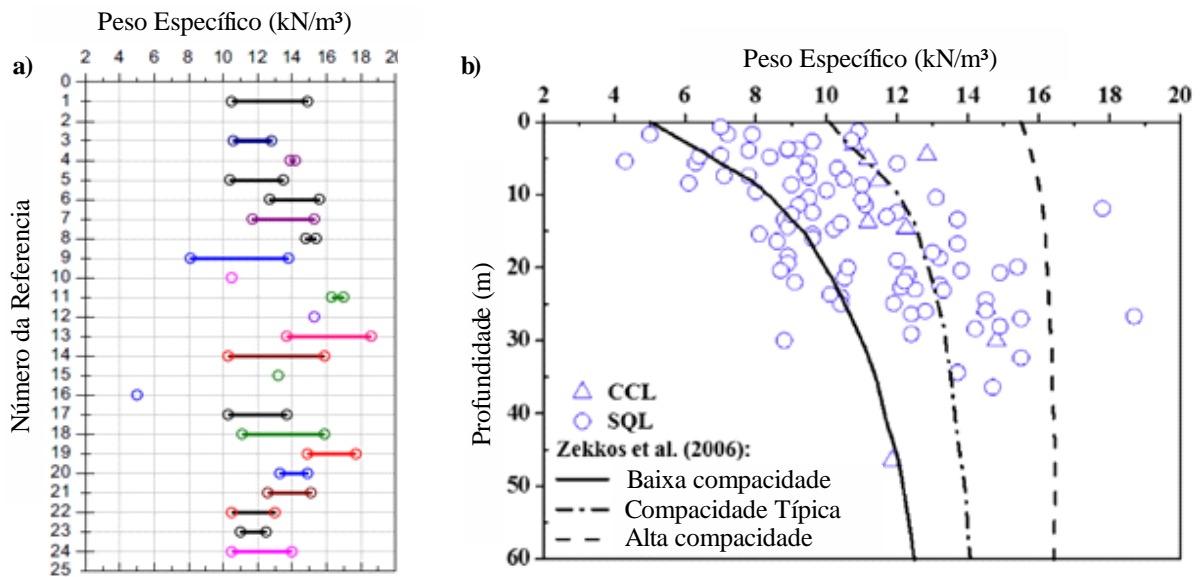 Peso Específico (kN/m³)
a)
2 4 6 8 10 12 14 16 18 20
Número da Referencia
0
1
2
3
4
5
6
7
8
9
10
11
12
13
14
15
16
17
18
19
20
21
22
23
24
25
b)
Peso Específico (kN/m³)
2 4 6 8 10 12 14 16 18 20
Profundidade (m)
0
10
20
30
40
50
60
CCL
SQL
Zekkos et al. (2006):
Baixa compacidade
Compacidade Típica
Alta compacidade